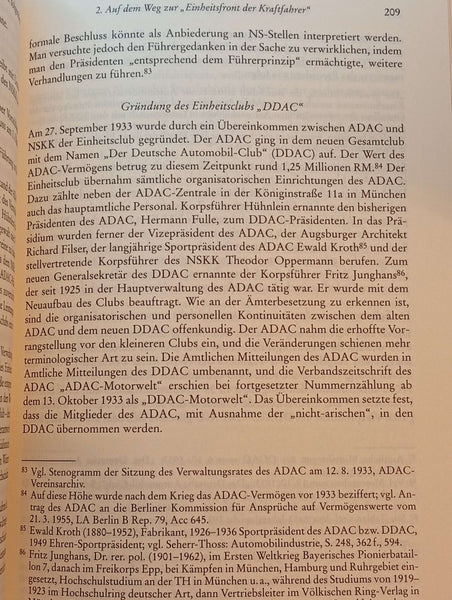 2. Auf dem Weg zur „Einheitsfront der Kraftfahrer“ 209
formale Beschluss könnte als Anbiederung an NS-Stellen interpretiert werden.
Man versuchte jedoch den Führergedanken in der Sache zu verwirklichen, indem
man den Präsidenten „entsprechend dem Führerprinzip“ ermächtigte, weitere
Verhandlungen zu führen.83
Gründung des Einheitsclubs „DDAC“
Am 27. September 1933 wurde durch ein Übereinkommen zwischen ADAC und
NSKK der Einheitsclub gegründet. Der ADAC ging in dem neuen Gesamtclub
mit dem Namen „Der Deutsche Automobil-Club“ (DDAC) auf. Der Wert des
ADAC-Vermögens betrug zu diesem Zeitpunkt rund 1,25 Millionen RM.84 Der
Einheitsclub übernahm sämtliche organisatorischen Einrichtungen des ADAC.
Dazu zählte neben der ADAC-Zentrale in der Königinstraße 11a in München
auch das hauptamtliche Personal. Korpsführer Hühnlein ernannte den bisherigen
Präsidenten des ADAC, Hermann Fulle, zum DDAC-Präsidenten. In das Prä-
sidium wurden ferner der Vizepräsident des ADAC, der Augsburger Architekt
Richard Filser, der langjährige Sportpräsident des ADAC Ewald Kroth85 und der
stellvertretende Korpsführer des NSKK Theodor Oppermann berufen. Zum
neuen Generalsekretär des DDAC ernannte der Korpsführer Fritz Junghans86,
der seit 1925 in der Hauptverwaltung des ADAC tätig war. Er wurde mit dem
Neuaufbau des Clubs beauftragt. Wie an der Ämterbesetzung zu erkennen ist,
sind die organisatorischen und personellen Kontinuitäten zwischen dem alten
ADAC und dem neuen DDAC offenkundig. Der ADAC nahm die erhoffte Vor-
rangstellung vor den kleineren Clubs ein, und die Veränderungen schienen mehr
terminologischer Art zu sein. Die Amtlichen Mitteilungen des ADAC wurden in
Amtliche Mitteilungen des DDAC umbenannt, und die Verbandszeitschrift des
ADAC „ADAC-Motorwelt“ erschien bei fortgesetzter Nummernzählung ab
dem 13. Oktober 1933 als „DDAC-Motorwelt“. Das Übereinkommen setzte fest,
dass die Mitglieder des ADAC, mit Ausnahme der „nicht-arischen“, in den
DDAC übernommen werden.
83 Vgl. Stenogramm der Sitzung des Verwaltungsrates des ADAC am 12. 8. 1933, ADAC-
Vereinsarchiv.
84 Auf diese Höhe wurde nach dem Krieg das ADAC-Vermögen vor 1933 beziffert; vgl. An-
trag des ADAC an die Berliner Kommission für Ansprüche auf Vermögenswerte vom
21. 3. 1955, LA Berlin B Rep. 79, Acc 645.
85 Ewald Kroth (1880–1952), Fabrikant, 1926–1936 Sportpräsident des ADAC bzw. DDAC,
1949 Ehren-Sportpräsident; vgl. Seherr-Thoss: Automobilindustrie, S. 248, 362 f., 594.
86 Fritz Junghans, Dr. rer. pol. (1901–1962), im Ersten Weltkrieg Bayerisches Pionierbatail-
lon 7, danach im Freikorps Epp, bei Kämpfen in München, Hamburg und Ruhrgebiet ein-
gesetzt, Hochschulstudium an der TH in München u. a., während des Studiums von 1919–
1923 im Hochschulring deutscher Art, dann Vertriebsleiter im Völkischen Ring-Verlag in